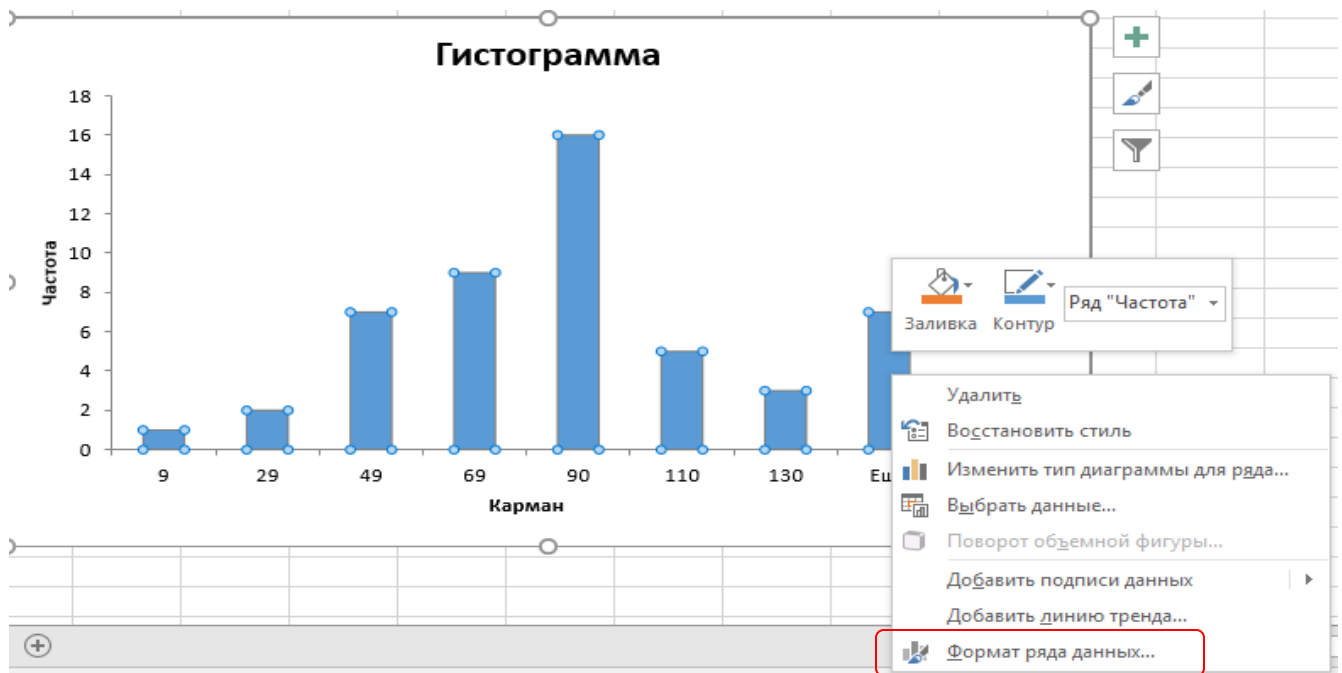 Гистограмма
18
16
14
12
10
8
6
4
2
0
Частота
9 29 49 69 90 110 130 Ещ
Карман
Заливка Контур Ряд "Частота"
Удалить
Восстановить стиль
Изменить тип диаграммы для ряда...
Выбрать данные...
Поворот объемной фигуры...
Добавить подписи данных
Добавить линию тренда...
Формат ряда данных...